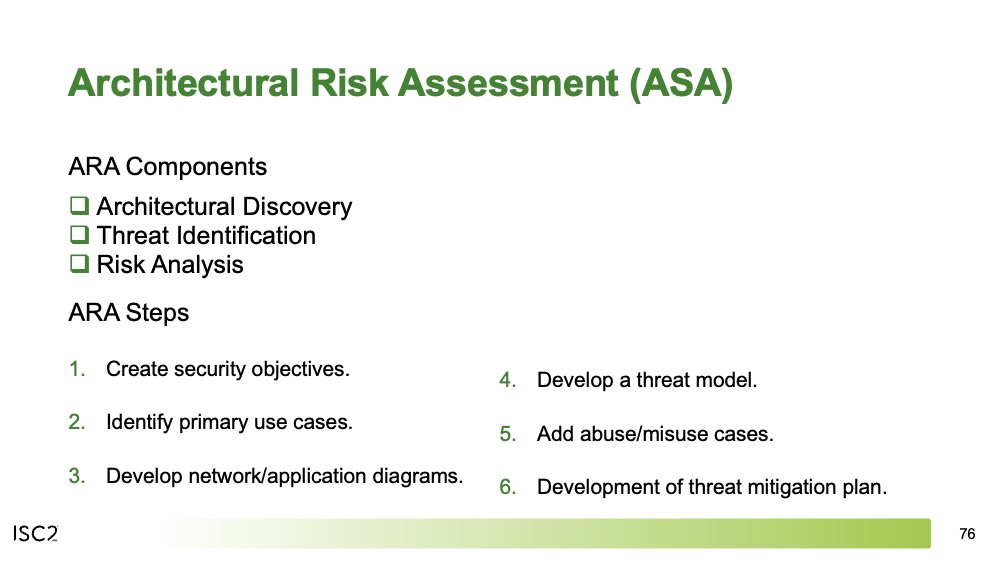 Architectural Risk Assessment (ASA)
ARA Components
Architectural Discovery
Threat Identification
Risk Analysis
ARA Steps
1. Create security objectives.
2. Identify primary use cases.
3. Develop network/application diagrams.
4. Develop a threat model.
5. Add abuse/misuse cases.
6. Development of threat mitigation plan.
ISC2
76